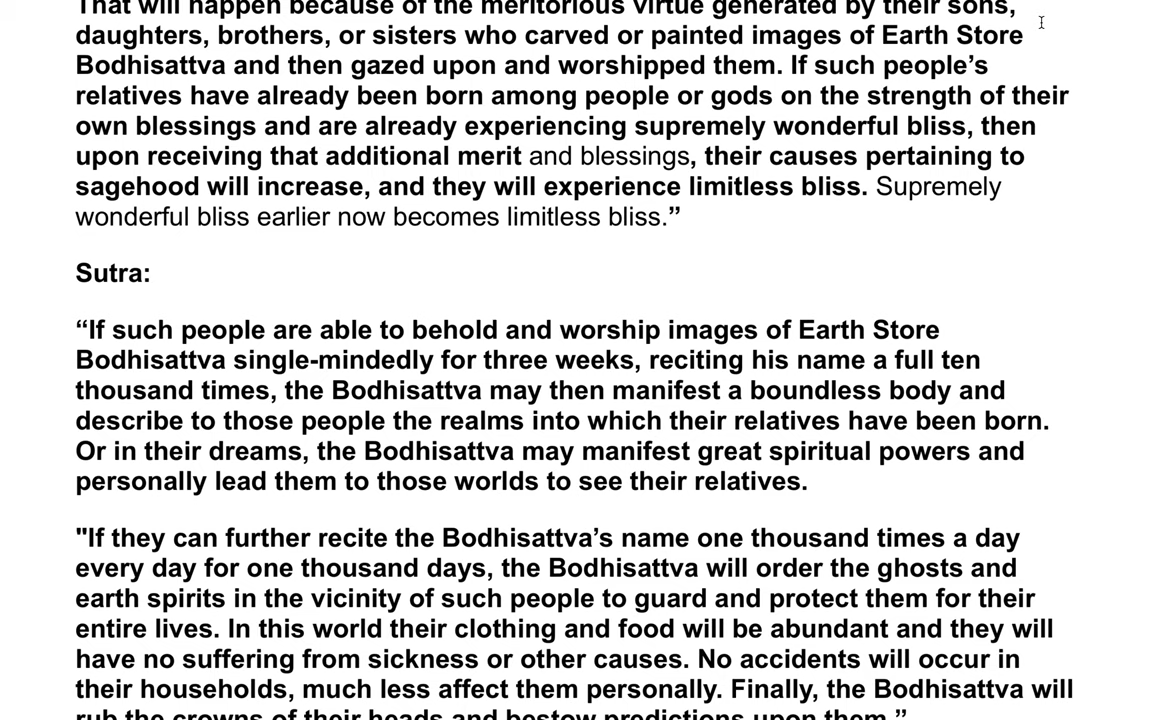 That will happen because of the meritorious virtue generated by their sons,
daughters, brothers, or sisters who carved or painted images of Earth Store
Bodhisattva and then gazed upon and worshipped them. If such people’s
relatives have already been born among people or gods on the strength of their
own blessings and are already experiencing supremely wonderful bliss, then
upon receiving that additional merit and blessings, their causes pertaining to
sagehood will increase, and they will experience limitless bliss. Supremely
wonderful bliss earlier now becomes limitless bliss.”
Sutra:
“If such people are able to behold and worship images of Earth Store
Bodhisattva single-mindedly for three weeks, reciting his name a full ten
thousand times, the Bodhisattva may then manifest a boundless body and
describe to those people the realms into which their relatives have been born.
Or in their dreams, the Bodhisattva may manifest great spiritual powers and
personally lead them to those worlds to see their relatives.
"If they can further recite the Bodhisattva’s name one thousand times a day
every day for one thousand days, the Bodhisattva will order the ghosts and
earth spirits in the vicinity of such people to guard and protect them for their
entire lives. In this world their clothing and food will be abundant and they will
have no suffering from sickness or other causes. No accidents will occur in
their households, much less affect them personally. Finally, the Bodhisattva will
rub the crowns of their heads and bestow predictions upon them.”